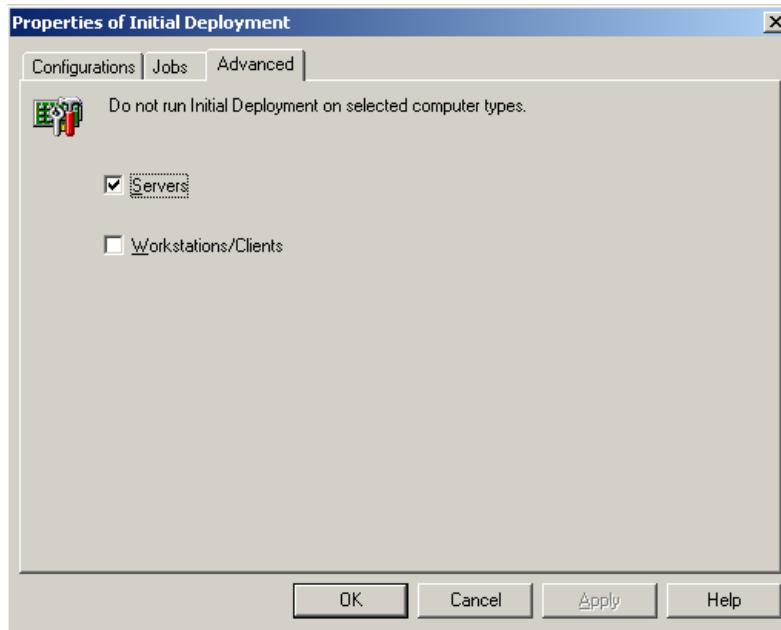 Properties of Initial Deployment
Configurations Jobs Advanced
Do not run Initial Deployment on selected computer types.
Servers
Workstations/Clients
OK Cancel Apply Help